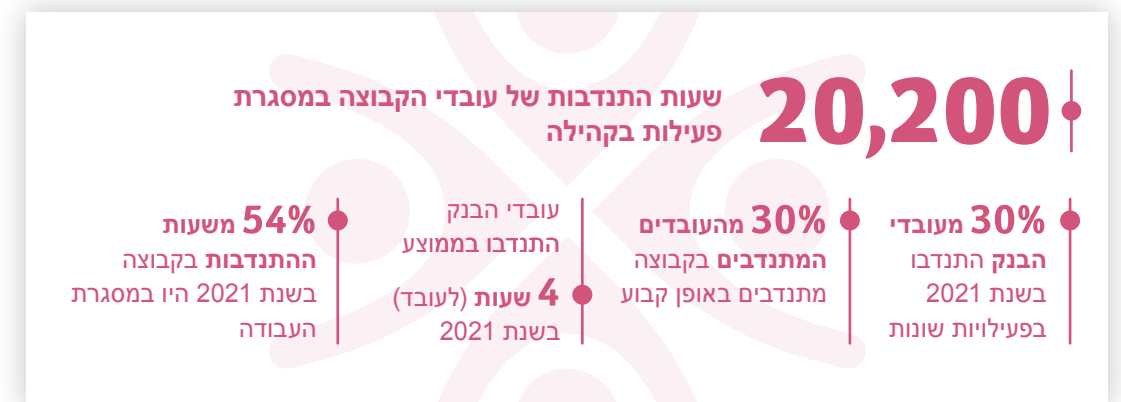 20,200
שעות התנדבות של עובדי הקבוצה במסגרת
פעילות בקהילה
30% מעובדי
הבנק התנדבו
בשנת 2021
בפעילויות שונות
30% מהעובדים
המתנדבים בקבוצה
מתנדבים באופן קבוע
עובדי הבנק
התנדבו בממוצע
4 שעות (לעובד)
בשנת 2021
54% משעות
ההתנדבות בקבוצה
בשנת 2021 היו במסגרת
העבודה